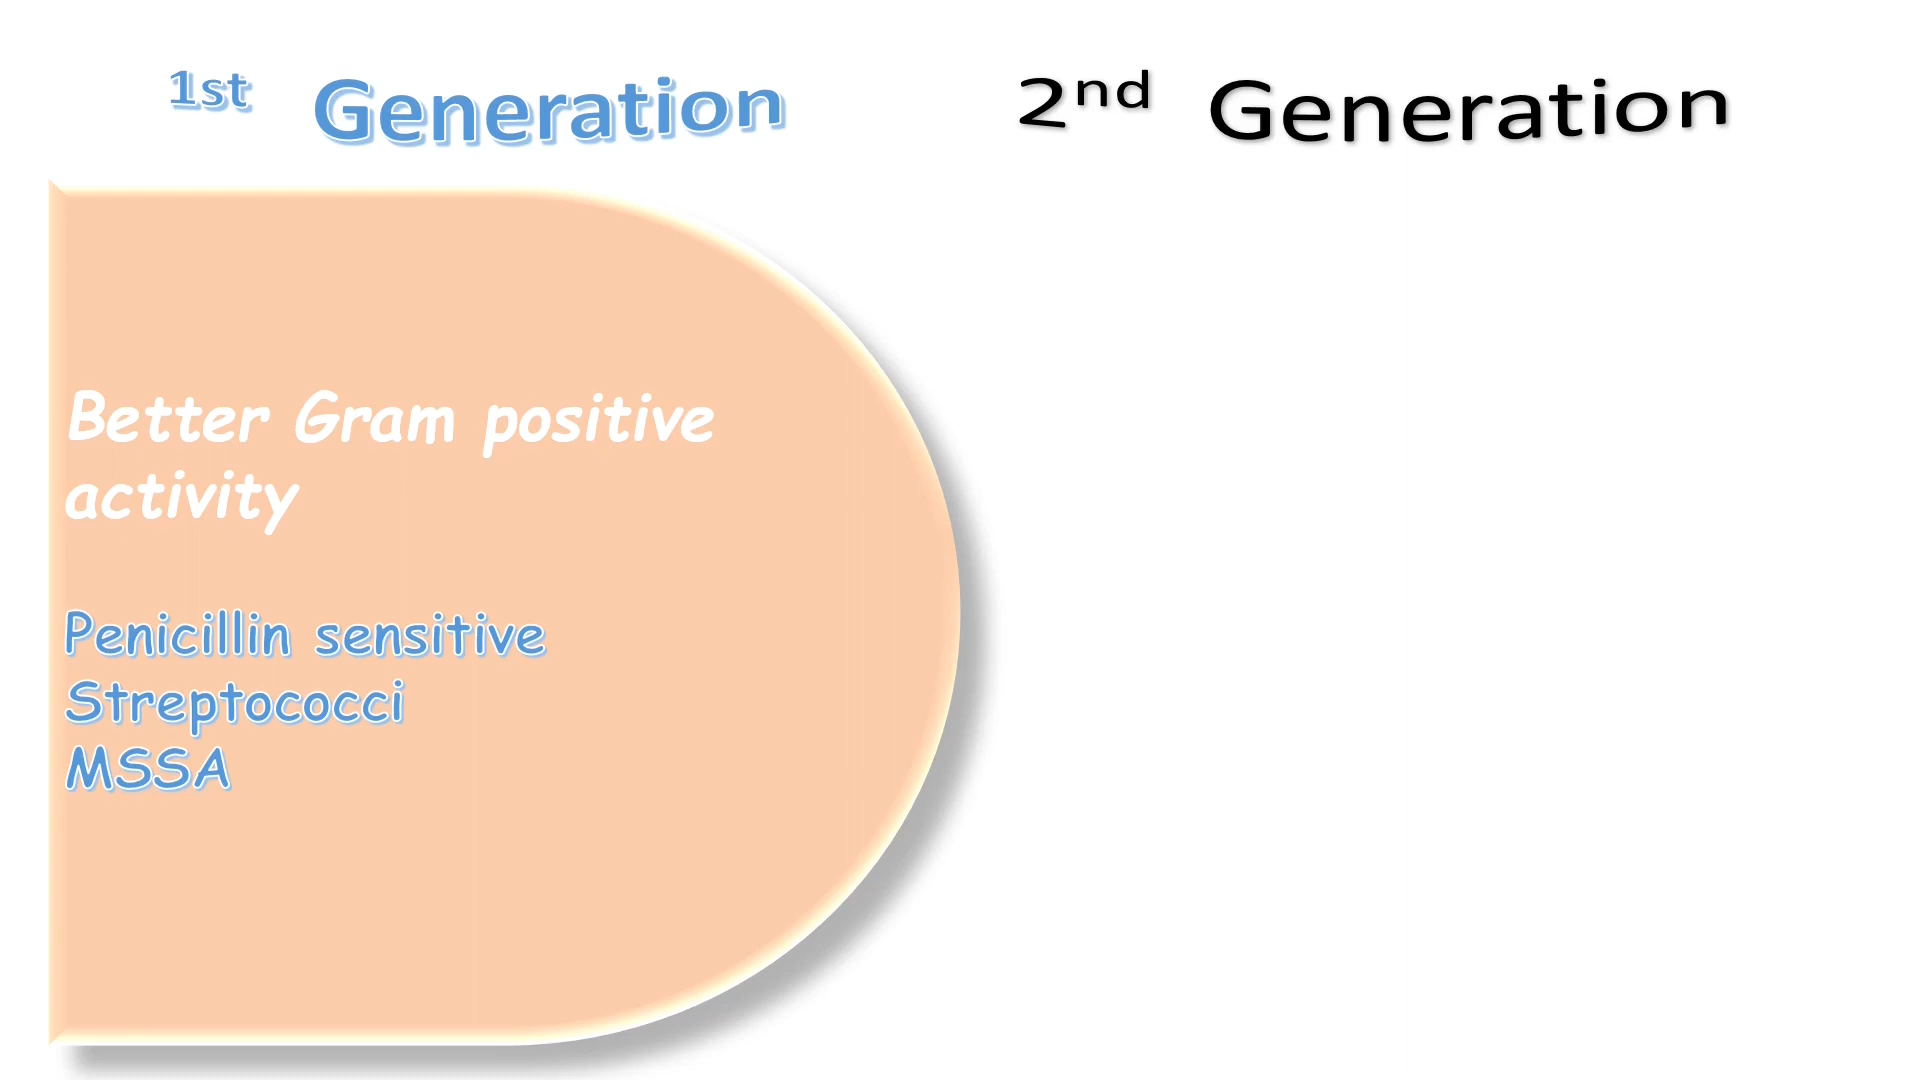 1st Generation
2nd Generation
Better Gram positive
activity
Penicillin sensitive
Streptococci
MSSA